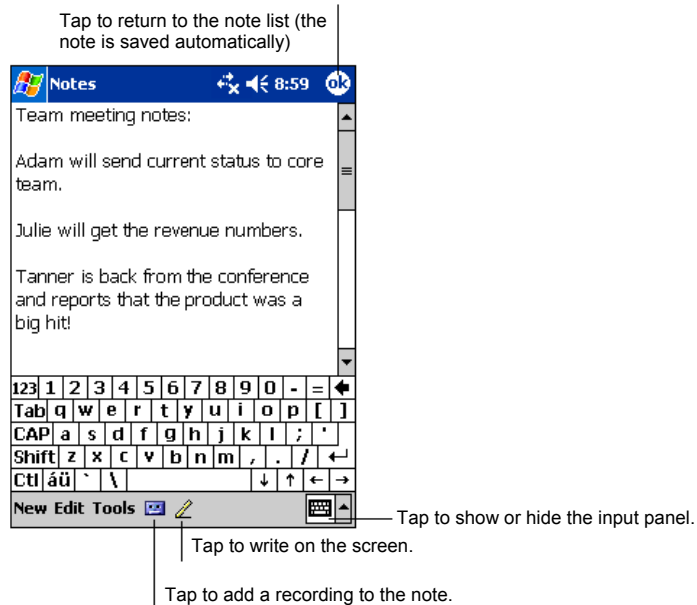 Tap to return to the note list (the
note is saved automatically)
Notes 8:59 ok
Team meeting notes:
Adam will send current status to core
team.
Julie will get the revenue numbers.
Tanner is back from the conference
and reports that the product was a
big hit!
123 1 2 3 4 5 6 7 8 9 0 - =
Tab q w e r t y u i o p [ ]
CAP a s d f g h j k l ; '
Shift z x c v b n m , . / ↵
Ctl áü ` \ ↓ ↑ ← →
New Edit Tools
Tap to show or hide the input panel.
Tap to write on the screen.
Tap to add a recording to the note.